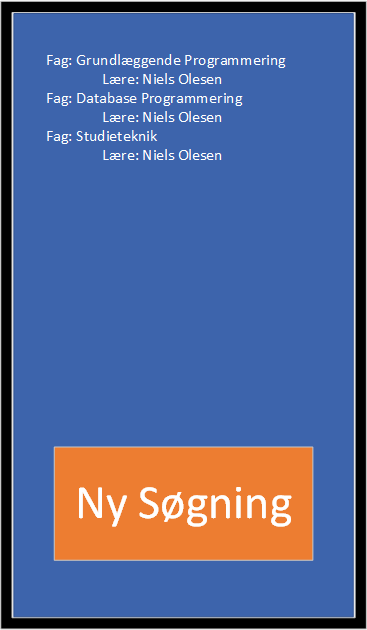 Fag: Grundlæggende Programmering
Lære: Niels Olesen
Fag: Database Programmering
Lære: Niels Olesen
Fag: Studieteknik
Lære: Niels Olesen
Ny Søgning